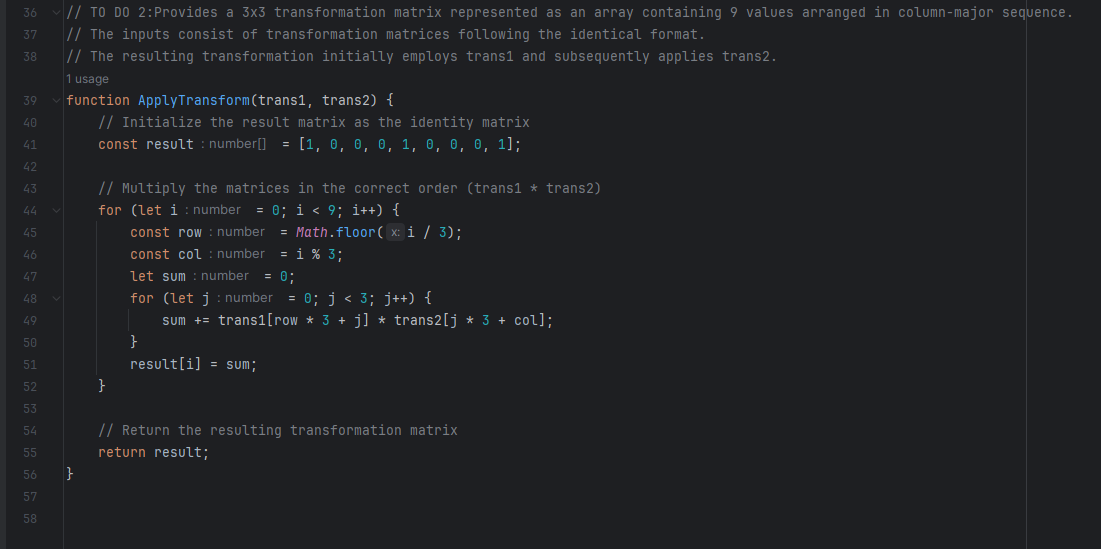 36 // TO DO 2:Provides a 3x3 transformation matrix represented as an array containing 9 values arranged in column-major sequence.
37 // The inputs consist of transformation matrices following the identical format.
38 // The resulting transformation initially employs trans1 and subsequently applies trans2.
1 usage
39 function ApplyTransform(trans1, trans2) {
40 // Initialize the result matrix as the identity matrix
41 const result : number[] = [1, 0, 0, 0, 1, 0, 0, 0, 1];
42
43 // Multiply the matrices in the correct order (trans1 * trans2)
44 for (let i : number = 0; i < 9; i++) {
45 const row : number = Math.floor( x: i / 3);
46 const col : number = i % 3;
47 let sum : number = 0;
48 for (let j : number = 0; j < 3; j++) {
49 sum += trans1[row * 3 + j] * trans2[j * 3 + col];
50 }
51 result[i] = sum;
52 }
53
54 // Return the resulting transformation matrix
55 return result;
56 }
57
58